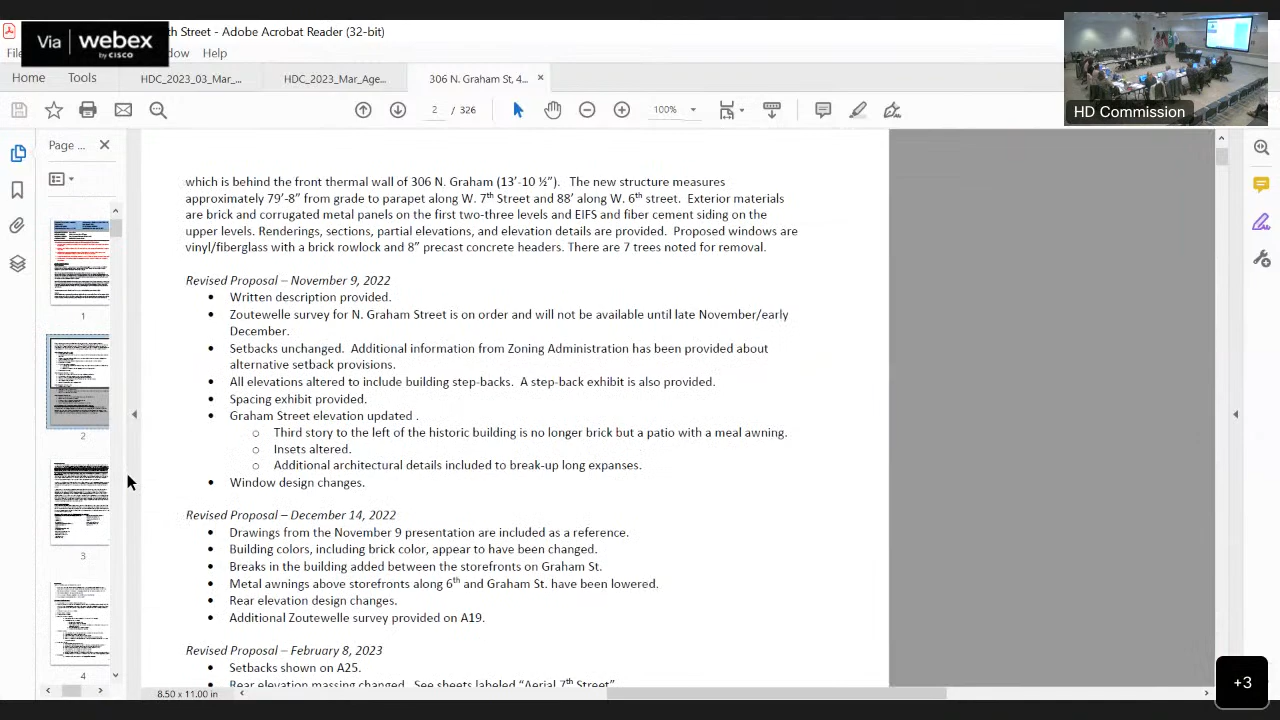 th Street - Adobe Acrobat Reader (32-bit)
Via webex
by CISCO
Help
Home Tools HDC_2023_03_Mar_... HDC_2023_Mar_Age... 306 N. Graham St, 4... ×
2 / 326 100%
HD Commission
Page ...
which is behind the front thermal wall of 306 N. Graham (13'-10 ½"). The new structure measures
approximately 79'-8" from grade to parapet along W. 7th Street and 88' along W. 6th street. Exterior materials
are brick and corrugated metal panels on the first two-three levels and EIFS and fiber cement siding on the
upper levels. Renderings, sections, partial elevations, and elevation details are provided. Proposed windows are
vinyl/fiberglass with a brick rowlock and 8" precast concrete headers. There are 7 trees noted for removal.
Revised Proposal – November 9, 2022
• Project description updated.
• Zoutewelle survey for N. Graham Street is on order and will not be available until late November/early
December.
• Setbacks unchanged. Additional information from Zoning Administration has been provided about
alternative setback provisions.
• All elevations altered to include building step-backs. A step-back exhibit is also provided.
• Spacing exhibit provided.
• Graham Street elevation updated .
o Third story to the left of the historic building is no longer brick but a patio with a meal awning.
o Insets altered.
o Additional architectural details included to break-up long expanses.
• Window design changes.
Revised Proposal – December 14, 2022
• Drawings from the November 9 presentation are included as a reference.
• Building colors, including brick color, appear to have been changed.
• Breaks in the building added between the storefronts on Graham St.
• Metal awnings above storefronts along 6th and Graham St. have been lowered.
• Rear elevation design changes.
• Additional Zoutewelle survey provided on A19.
Revised Proposal – February 8, 2023
• Setbacks shown on A25.
• Rear elevation massing changed. See sheets labeled "Aerial 7th Street"
1
2
3
4
8.50 x 11.00 in
+3